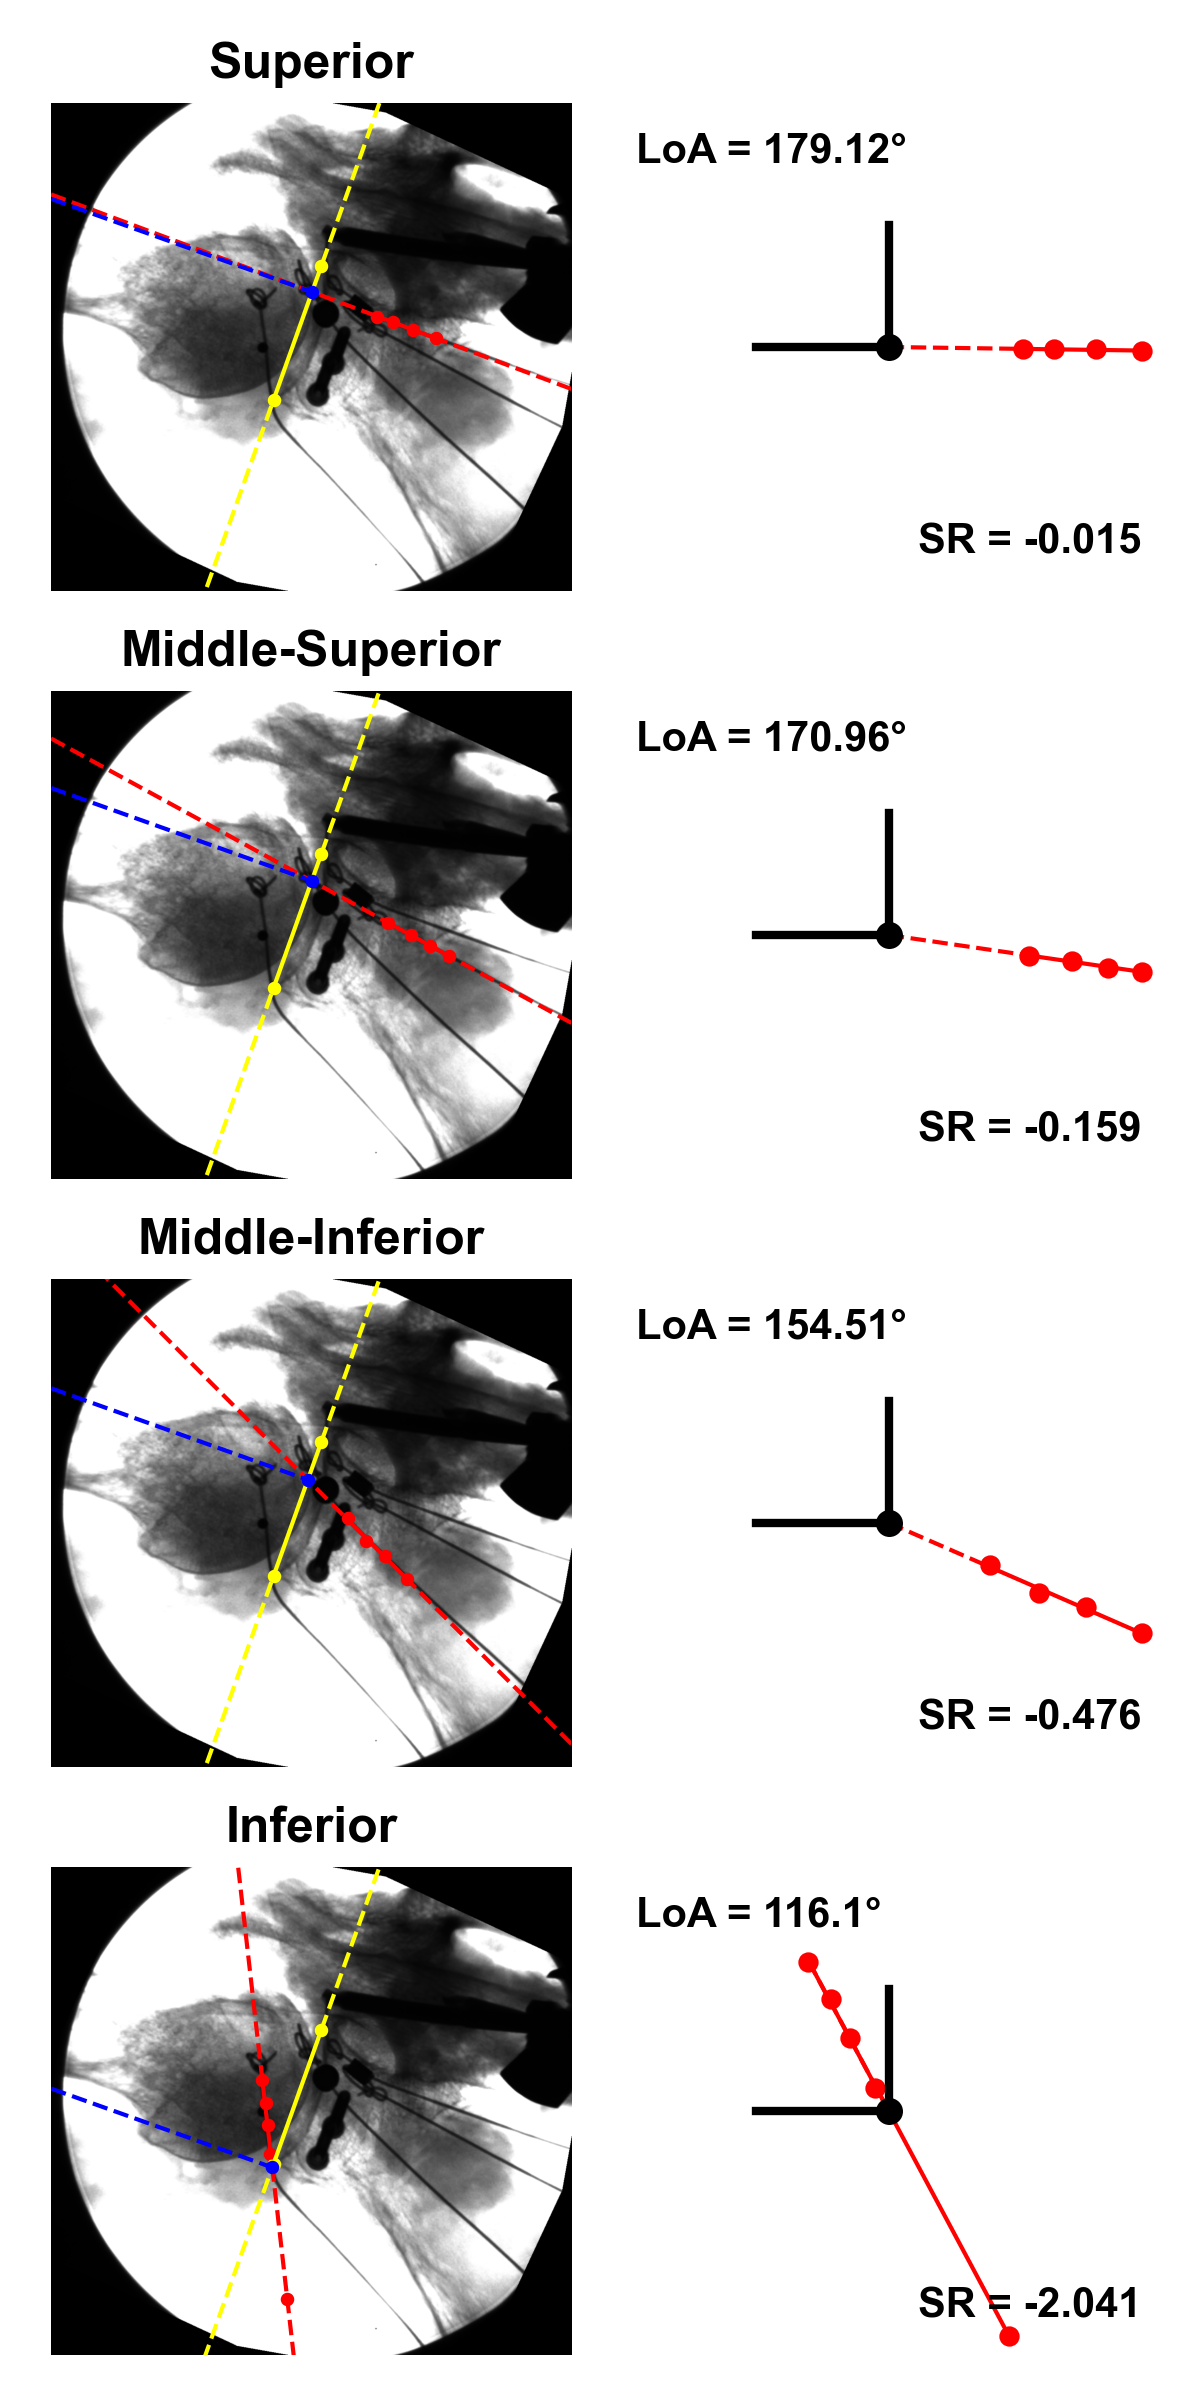 Superior
LoA = 179.12°
SR = -0.015
Middle-Superior
LoA = 170.96°
SR = -0.159
Middle-Inferior
LoA = 154.51°
SR = -0.476
Inferior
LoA = 116.1°
SR = -2.041